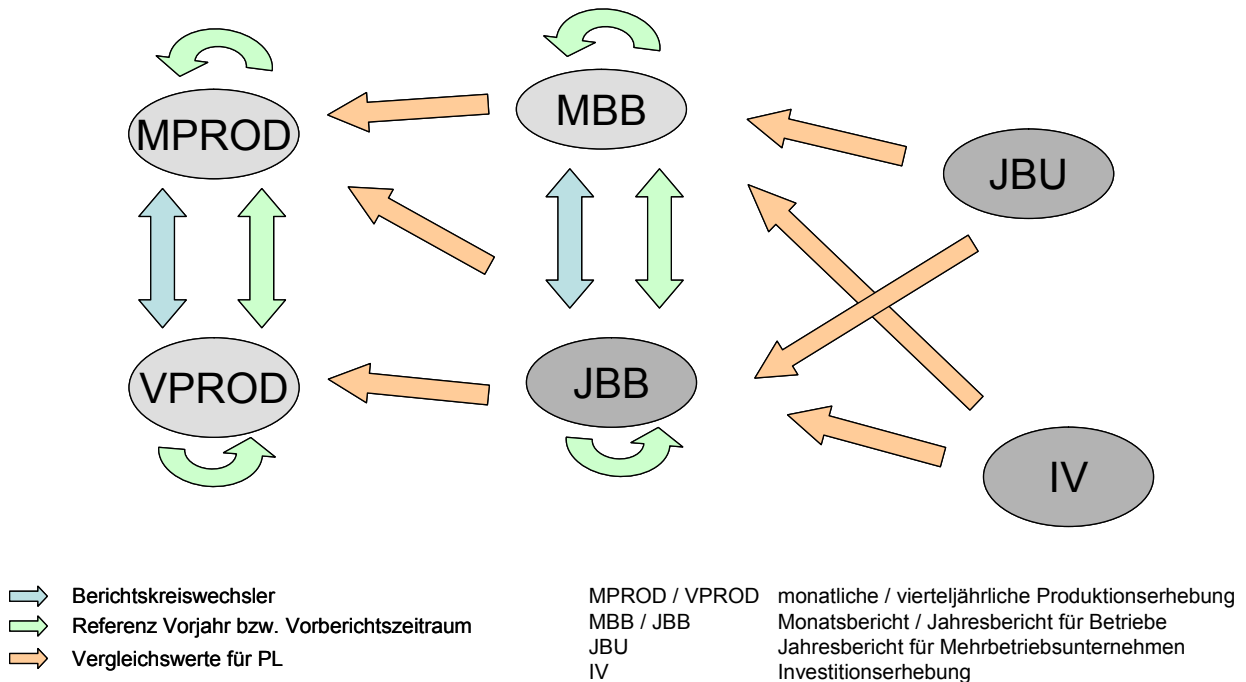 MPROD
MBB
JBU
VPROD
JBB
IV
Berichtskreiswechsler
Referenz Vorjahr bzw. Vorberichtszeitraum
Vergleichswerte für PL
MPROD / VPROD monatliche / vierteljährliche Produktionserhebung
MBB / JBB Monatsbericht / Jahresbericht für Betriebe
JBU Jahresbericht für Mehrbetriebsunternehmen
IV Investitionserhebung